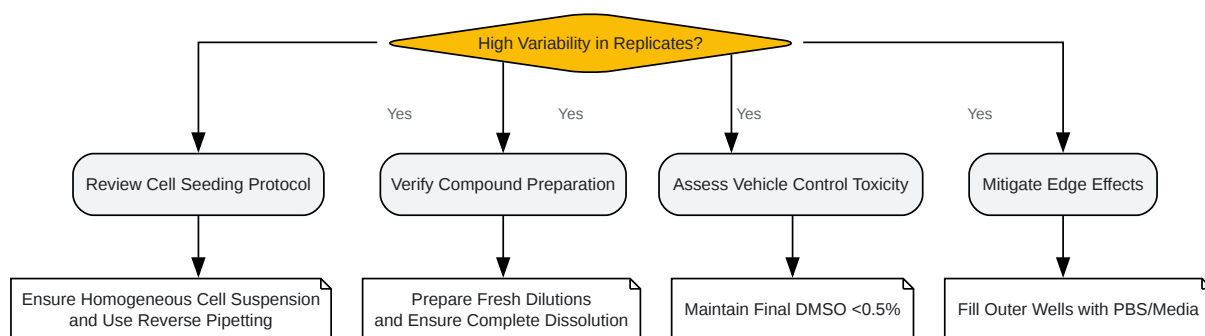 High Variability in Replicates?
Yes
Yes
Yes
Yes
Review Cell Seeding Protocol
Verify Compound Preparation
Assess Vehicle Control Toxicity
Mitigate Edge Effects
Ensure Homogeneous Cell Suspension
and Use Reverse Pipetting
Prepare Fresh Dilutions
and Ensure Complete Dissolution
Maintain Final DMSO <0.5%
Fill Outer Wells with PBS/Media